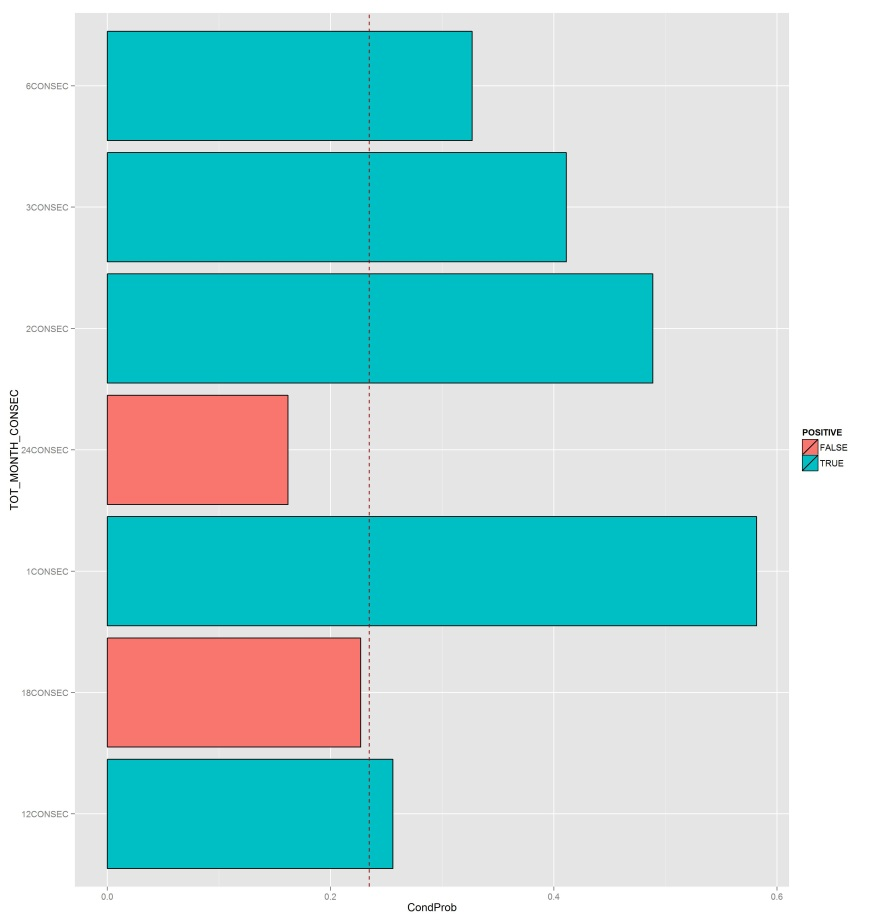 6CONSEC
3CONSEC
2CONSEC
24CONSEC
1CONSEC
18CONSEC
12CONSEC
TOT_MONTH_CONSEC
0.0 0.2 0.4 0.6
CondProb
POSITIVE
FALSE
TRUE